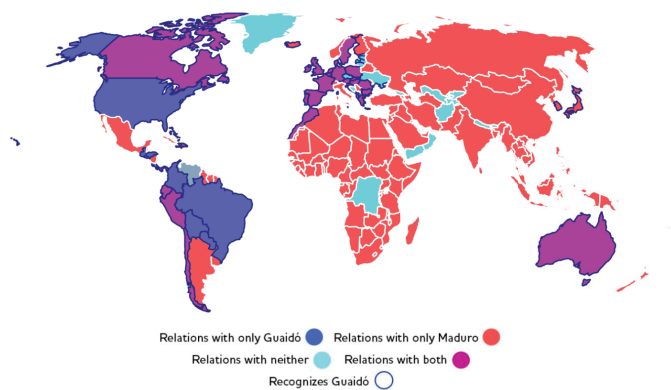 Relations with only Guaidó Relations with only Maduro
Relations with neither Relations with both
Recognizes Guaidó